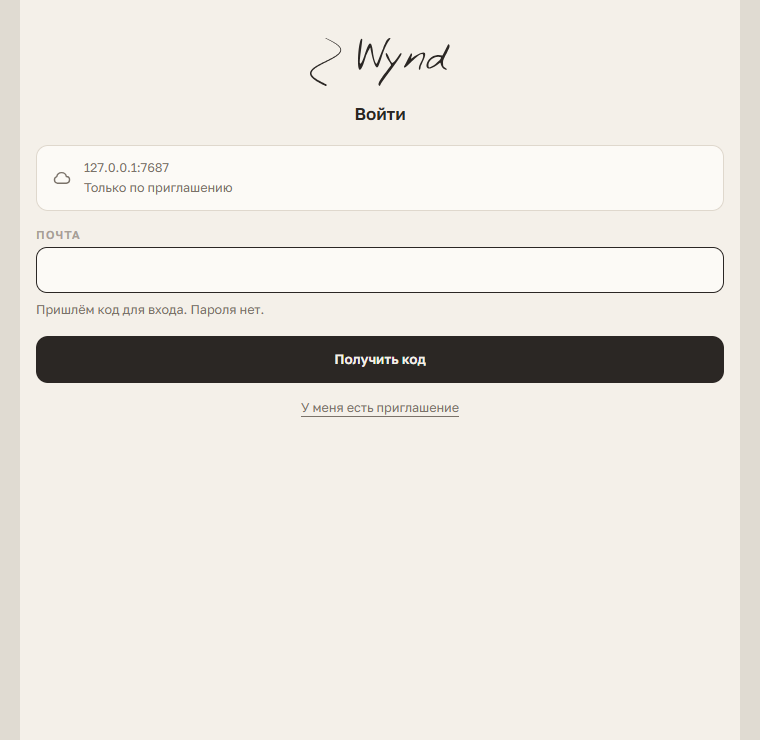 Wynd
Войти
127.0.0.1:7687
Только по приглашению
ПОЧТА
Пришлём код для входа. Пароля нет.
Получить код
У меня есть приглашение